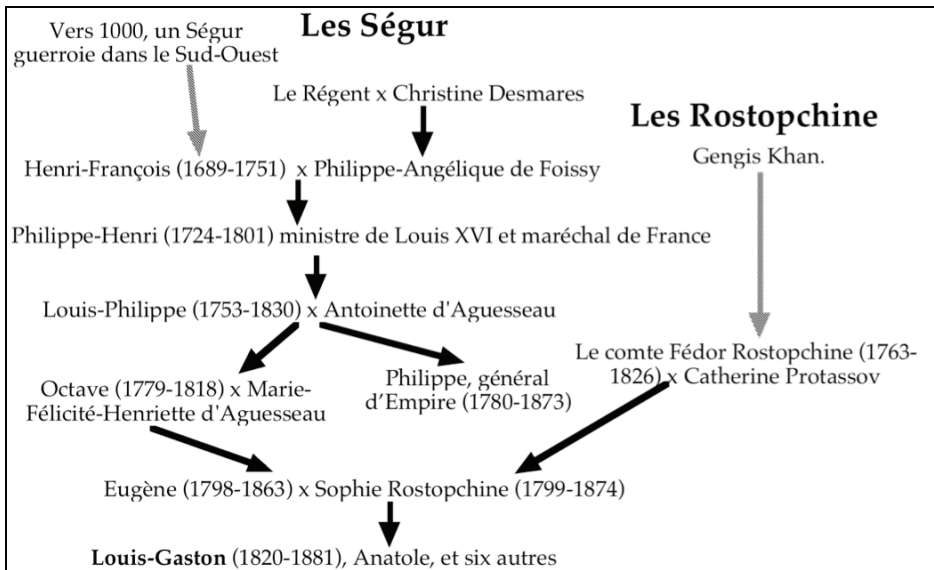 Les Ségur
Vers 1000, un Ségur
guerroie dans le Sud-Ouest
Le Régent x Christine Desmares
Les Rostopchine
Gengis Khan.
Henri-François (1689-1751) x Philippe-Angélique de Foissy
Philippe-Henri (1724-1801) ministre de Louis XVI et maréchal de France
Louis-Philippe (1753-1830) x Antoinette d'Aguesseau
Le comte Fédor Rostopchine (1763-
1826) x Catherine Protassov
Octave (1779-1818) x Marie-
Félicité-Henriette d'Aguesseau
Philippe, général
d’Empire (1780-1873)
Eugène (1798-1863) x Sophie Rostopchine (1799-1874)
Louis-Gaston (1820-1881), Anatole, et six autres